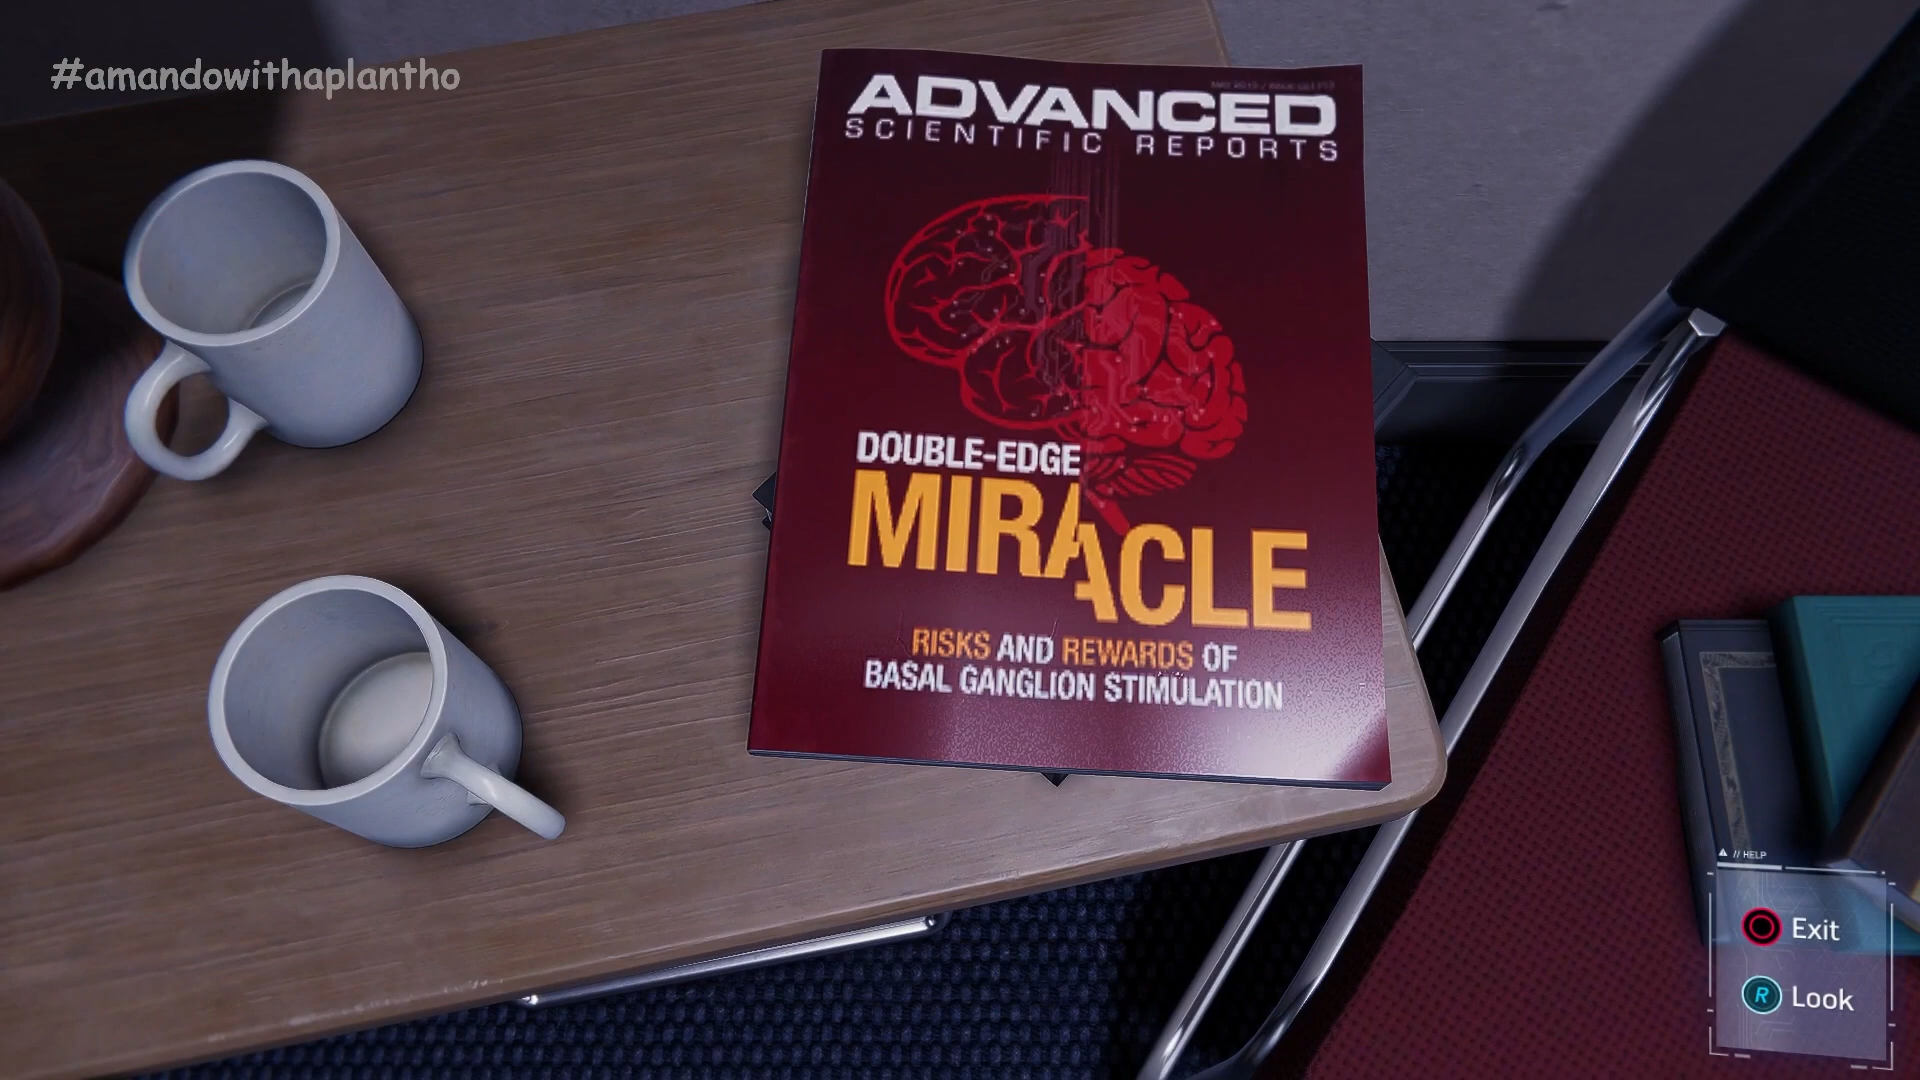 #amandowithaplantho
ADVANCED
SCIENTIFIC REPORTS
DOUBLE-EDGE
MIRACLE
RISKS AND REWARDS OF
BASAL GANGLION STIMULATION
// HELP
Exit
R Look